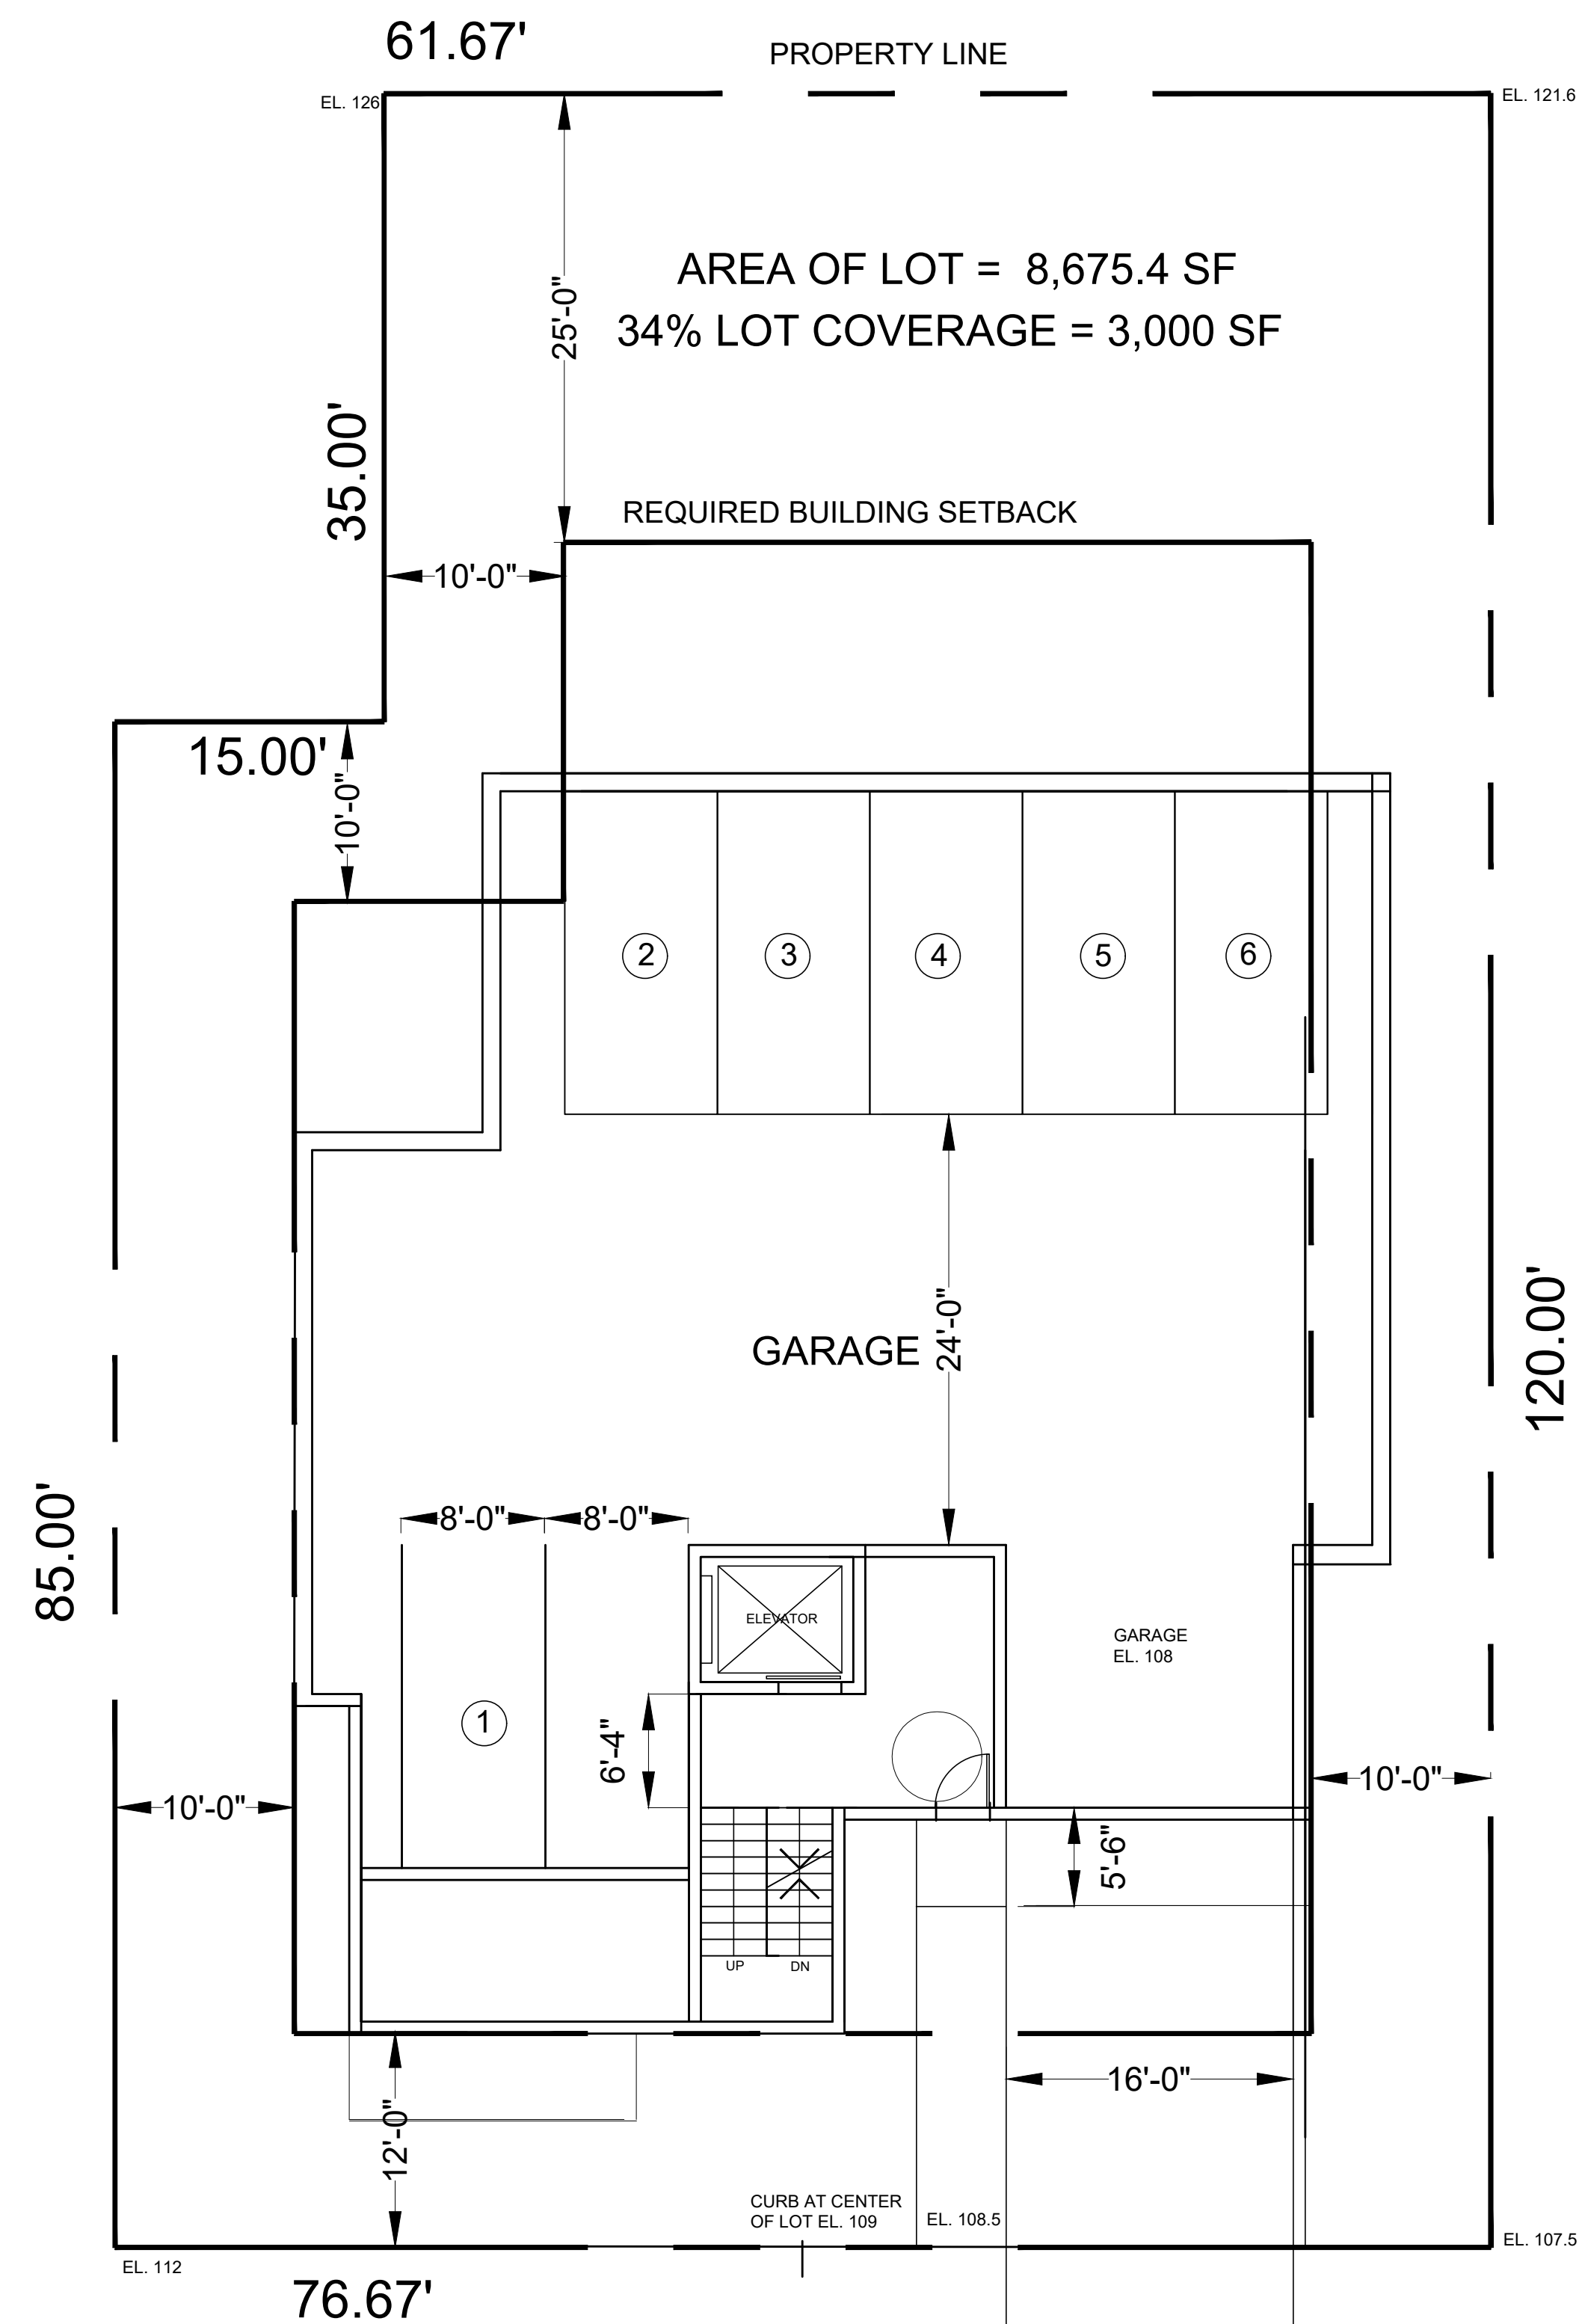 61.67'
PROPERTY LINE
EL. 126
EL. 121.6
AREA OF LOT = 8,675.4 SF
34% LOT COVERAGE = 3,000 SF
25'-0"
35.00'
REQUIRED BUILDING SETBACK
10'-0"
15.00'
10'-0"
2
3
4
5
6
GARAGE
24'-0"
120.00'
85.00'
8'-0"
8'-0"
ELEVATOR
GARAGE
EL. 108
1
6'-4"
10'-0"
10'-0"
5'-6"
UP
DN
16'-0"
12'-0"
CURB AT CENTER
OF LOT EL. 109
EL. 108.5
EL. 107.5
EL. 112
76.67'